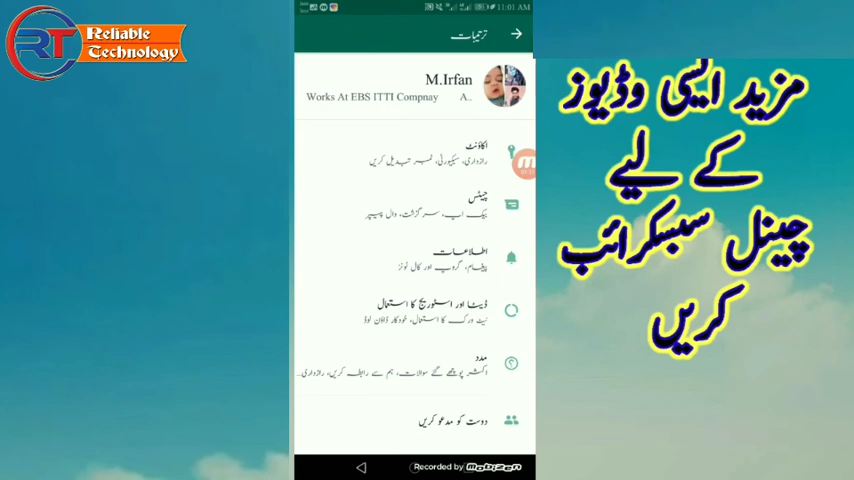 Reliable
Technology
11:01 AM
ترتیبات
M.Irfan
Works At EBS ITTI Compnay A..
اکاؤنٹ
رازداری، سیکیورٹی، نمبر تبدیل کریں
چیٹس
بیک اپ، سرگزشت، وال پیپر
اطلاعات
پیغام، گروپ اور کال ٹونز
ڈیٹا اور اسٹوریج کا استعمال
نیٹ ورک کا استعمال، خودکار ڈاؤن لوڈ
مدد
اکثر پوچھے گئے سوالات، ہم سے رابطہ کریں، رازداری...
دوست کو مدعو کریں
Recorded by mobizen
مزید ایسی وڈیوز
کے لیے
چینل سبسکرائب
کریں